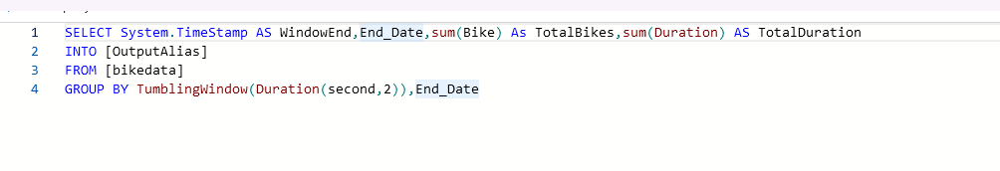 1 SELECT System.TimeStamp AS WindowEnd,End_Date,sum(Bike) As TotalBikes,sum(Duration) AS TotalDuration
2 INTO [OutputAlias]
3 FROM [bikedata]
4 GROUP BY TumblingWindow(Duration(second,2)),End_Date